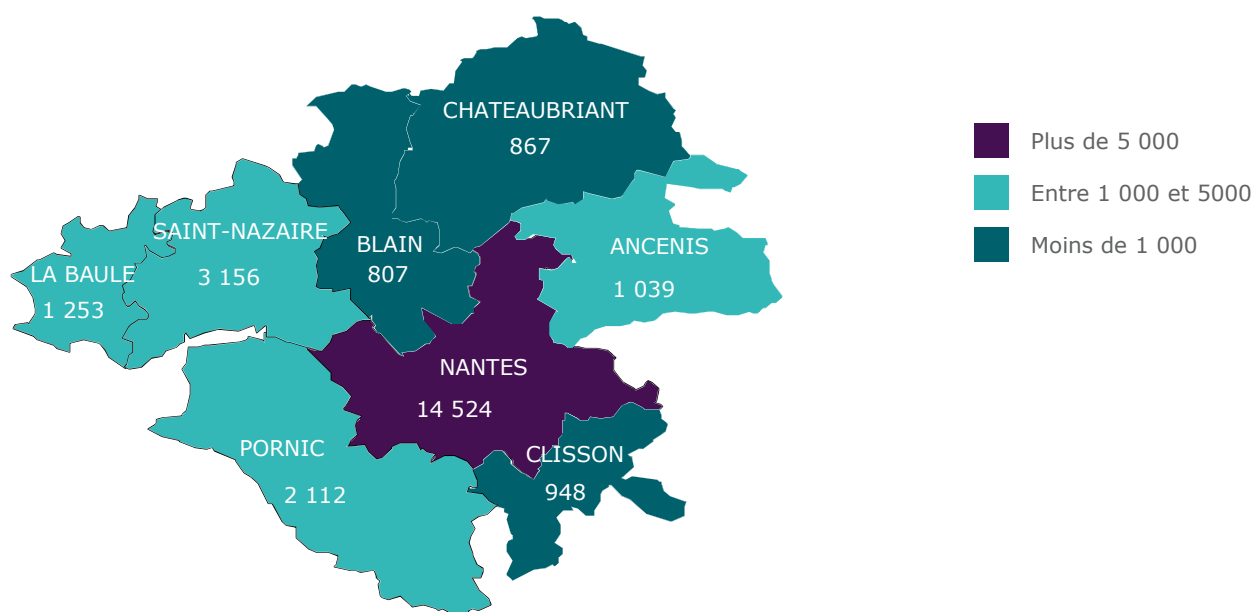 CHATEAUBRIANT
867
SAINT-NAZAIRE
3 156
LA BAULE
1 253
BLAIN
807
ANCENIS
1 039
NANTES
14 524
PORNIC
2 112
CLISSON
948
Plus de 5 000
Entre 1 000 et 5000
Moins de 1 000